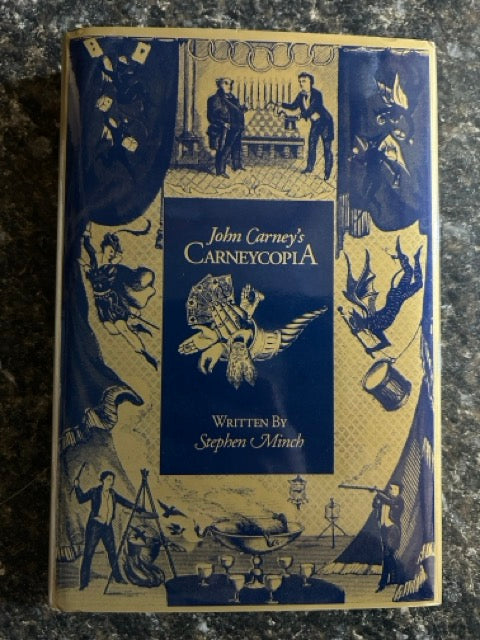 John Carney's
CARNEYCOPIA
WRITTEN BY
Stephen Minch